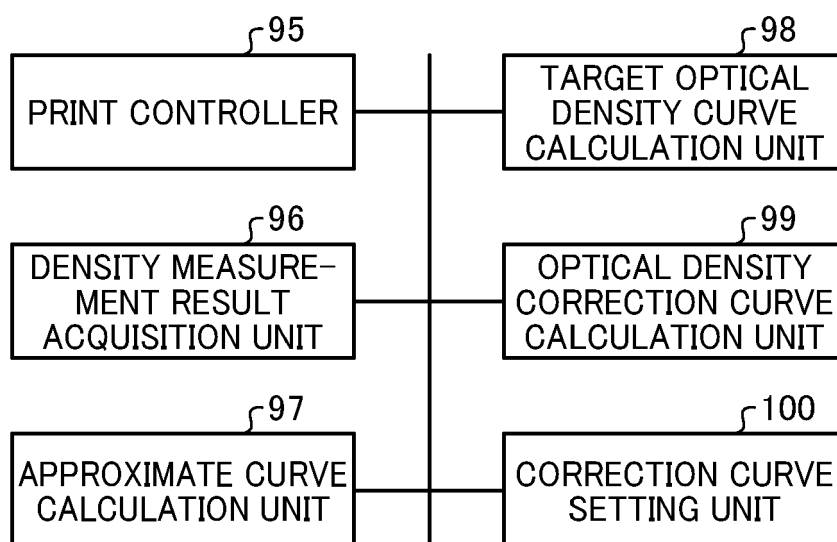 95
PRINT CONTROLLER
98
TARGET OPTICAL
DENSITY CURVE
CALCULATION UNIT
96
DENSITY MEASURE-
MENT RESULT
ACQUISITION UNIT
99
OPTICAL DENSITY
CORRECTION CURVE
CALCULATION UNIT
97
APPROXIMATE CURVE
CALCULATION UNIT
100
CORRECTION CURVE
SETTING UNIT